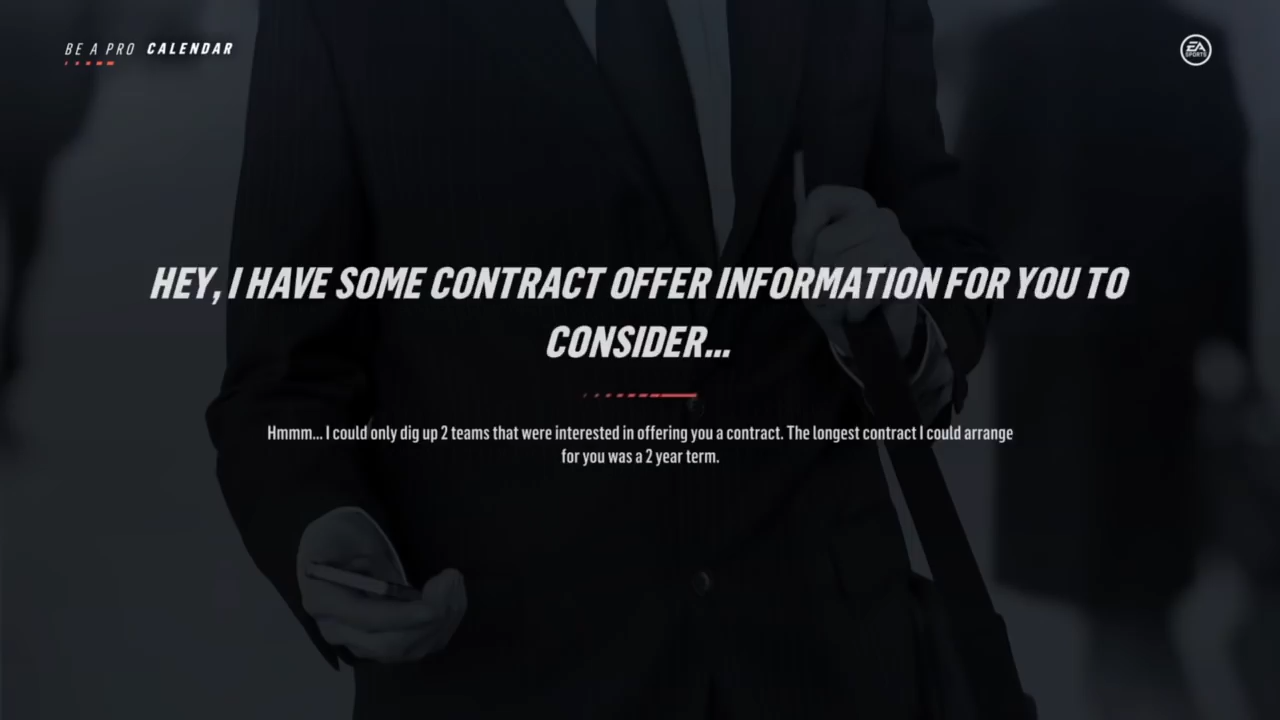 BE A PRO CALENDAR
EA
SPORTS
HEY, I HAVE SOME CONTRACT OFFER INFORMATION FOR YOU TO
CONSIDER...
Hmmm... I could only dig up 2 teams that were interested in offering you a contract. The longest contract I could arrange
for you was a 2 year term.